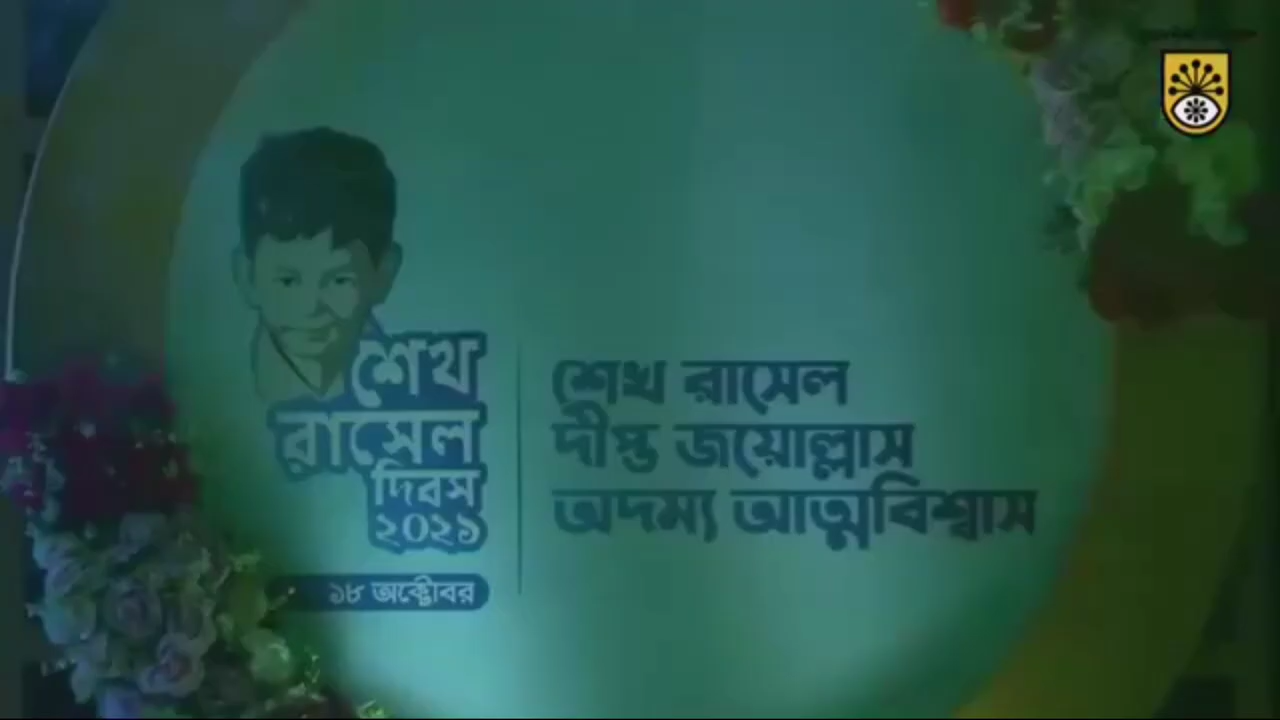 শেখ
রাসেল
দিবস
২০২১
১৮ অক্টোবর
শেখ রাসেল
দীপ্ত জয়োল্লাস
অদম্য আত্মবিশ্বাস